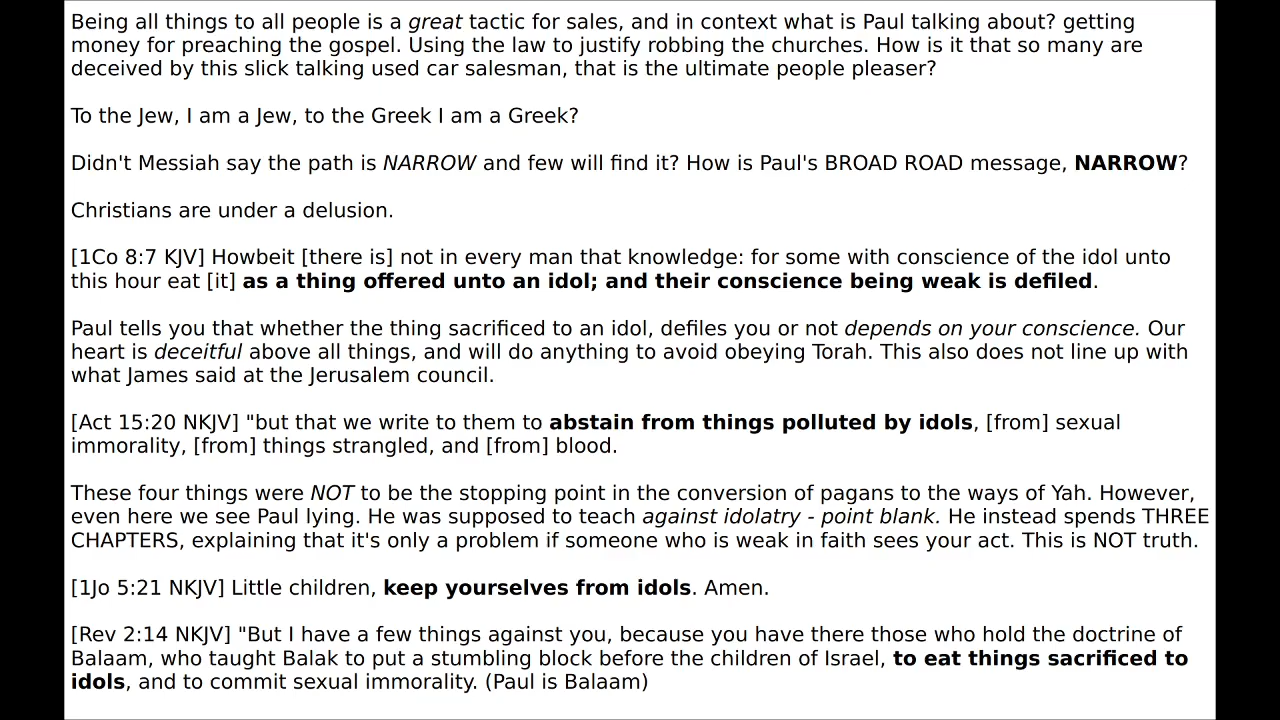 Being all things to all people is a great tactic for sales, and in context what is Paul talking about? getting
money for preaching the gospel. Using the law to justify robbing the churches. How is it that so many are
deceived by this slick talking used car salesman, that is the ultimate people pleaser?
To the Jew, I am a Jew, to the Greek I am a Greek?
Didn't Messiah say the path is NARROW and few will find it? How is Paul's BROAD ROAD message, NARROW?
Christians are under a delusion.
[1Co 8:7 KJV] Howbeit [there is] not in every man that knowledge: for some with conscience of the idol unto
this hour eat [it] as a thing offered unto an idol; and their conscience being weak is defiled.
Paul tells you that whether the thing sacrificed to an idol, defiles you or not depends on your conscience. Our
heart is deceitful above all things, and will do anything to avoid obeying Torah. This also does not line up with
what James said at the Jerusalem council.
[Act 15:20 NKJV] "but that we write to them to abstain from things polluted by idols, [from] sexual
immorality, [from] things strangled, and [from] blood.
These four things were NOT to be the stopping point in the conversion of pagans to the ways of Yah. However,
even here we see Paul lying. He was supposed to teach against idolatry - point blank. He instead spends THREE
CHAPTERS, explaining that it's only a problem if someone who is weak in faith sees your act. This is NOT truth.
[1Jo 5:21 NKJV] Little children, keep yourselves from idols. Amen.
[Rev 2:14 NKJV] "But I have a few things against you, because you have there those who hold the doctrine of
Balaam, who taught Balak to put a stumbling block before the children of Israel, to eat things sacrificed to
idols, and to commit sexual immorality. (Paul is Balaam)